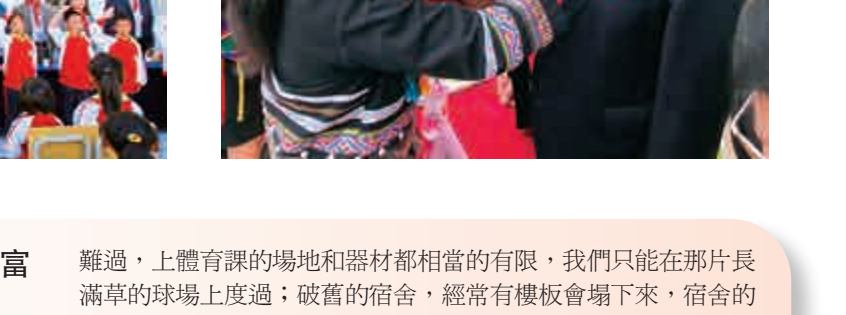 富
難過，上體育課的場地和器材都相當的有限，我們只能在那片長
滿草的球場上度過；破舊的宿舍，經常有樓板會塌下來，宿舍的